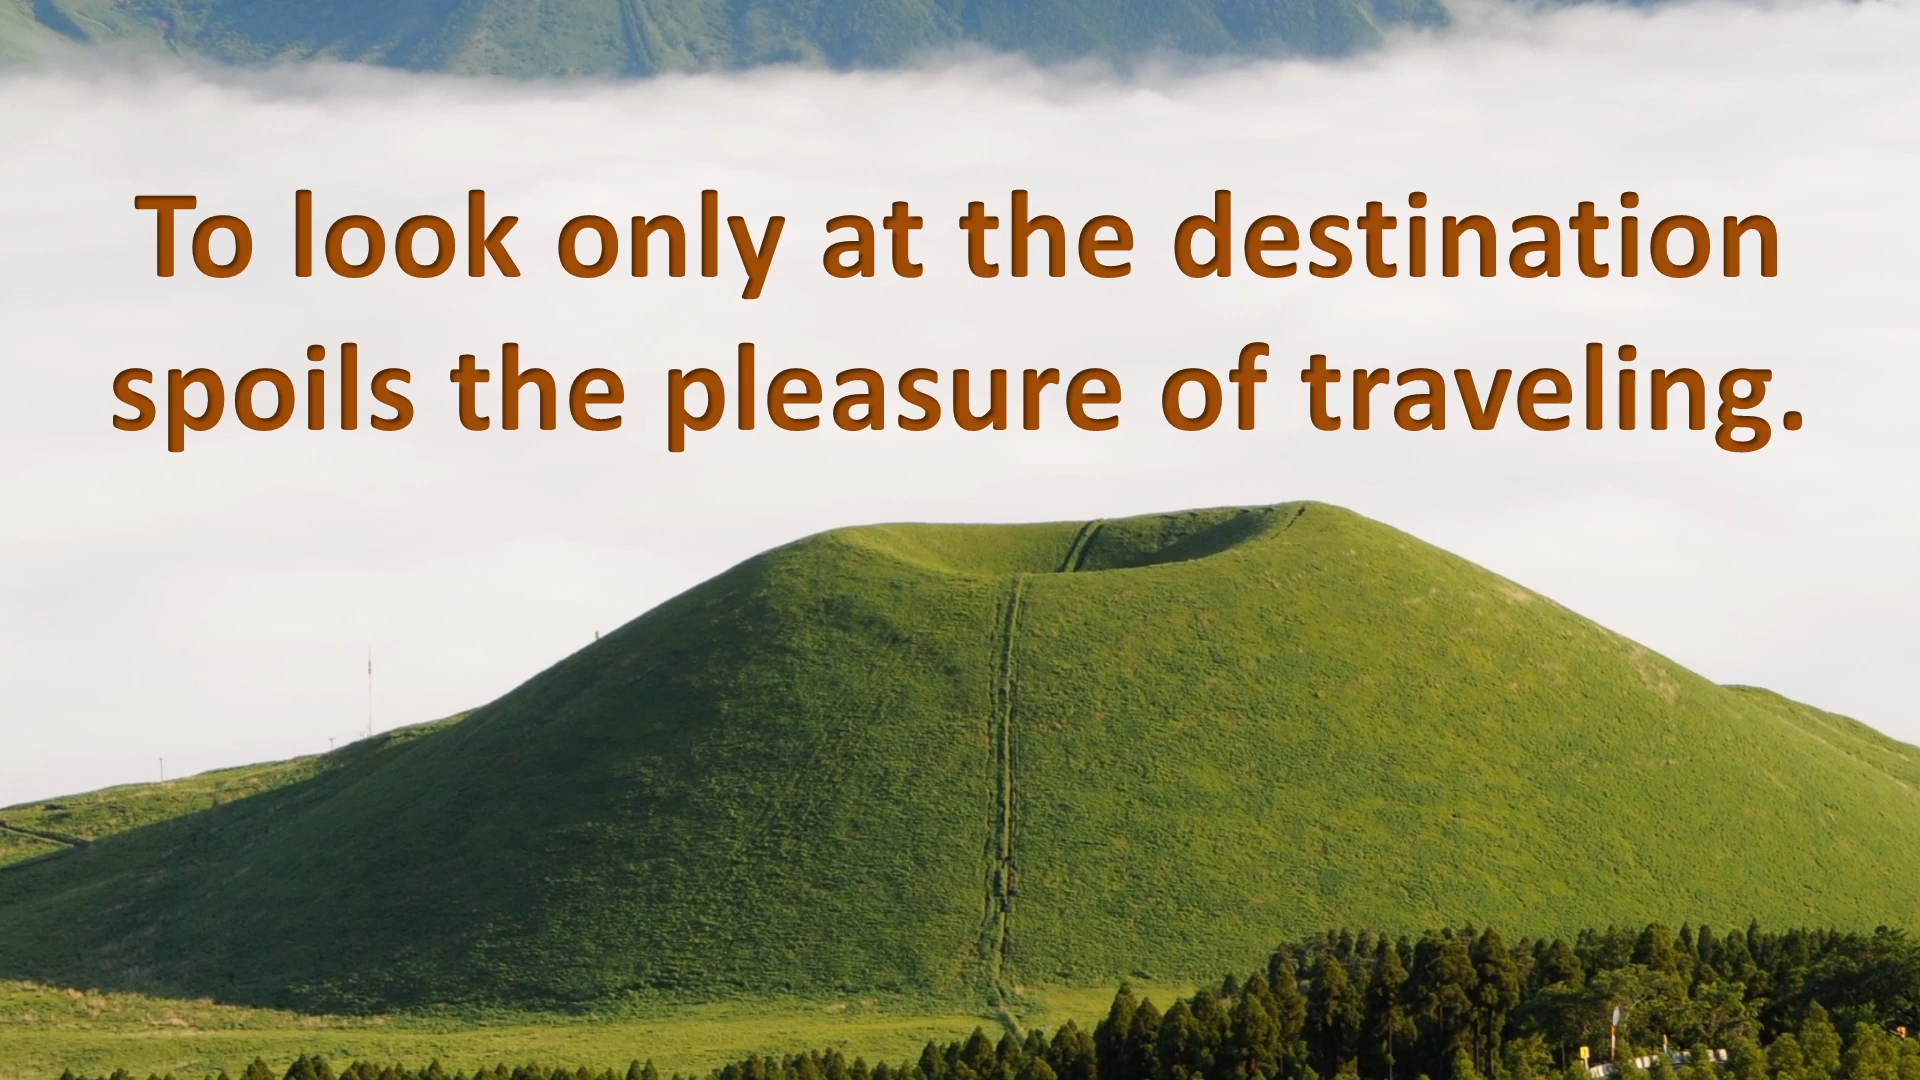 To look only at the destination
spoils the pleasure of traveling.